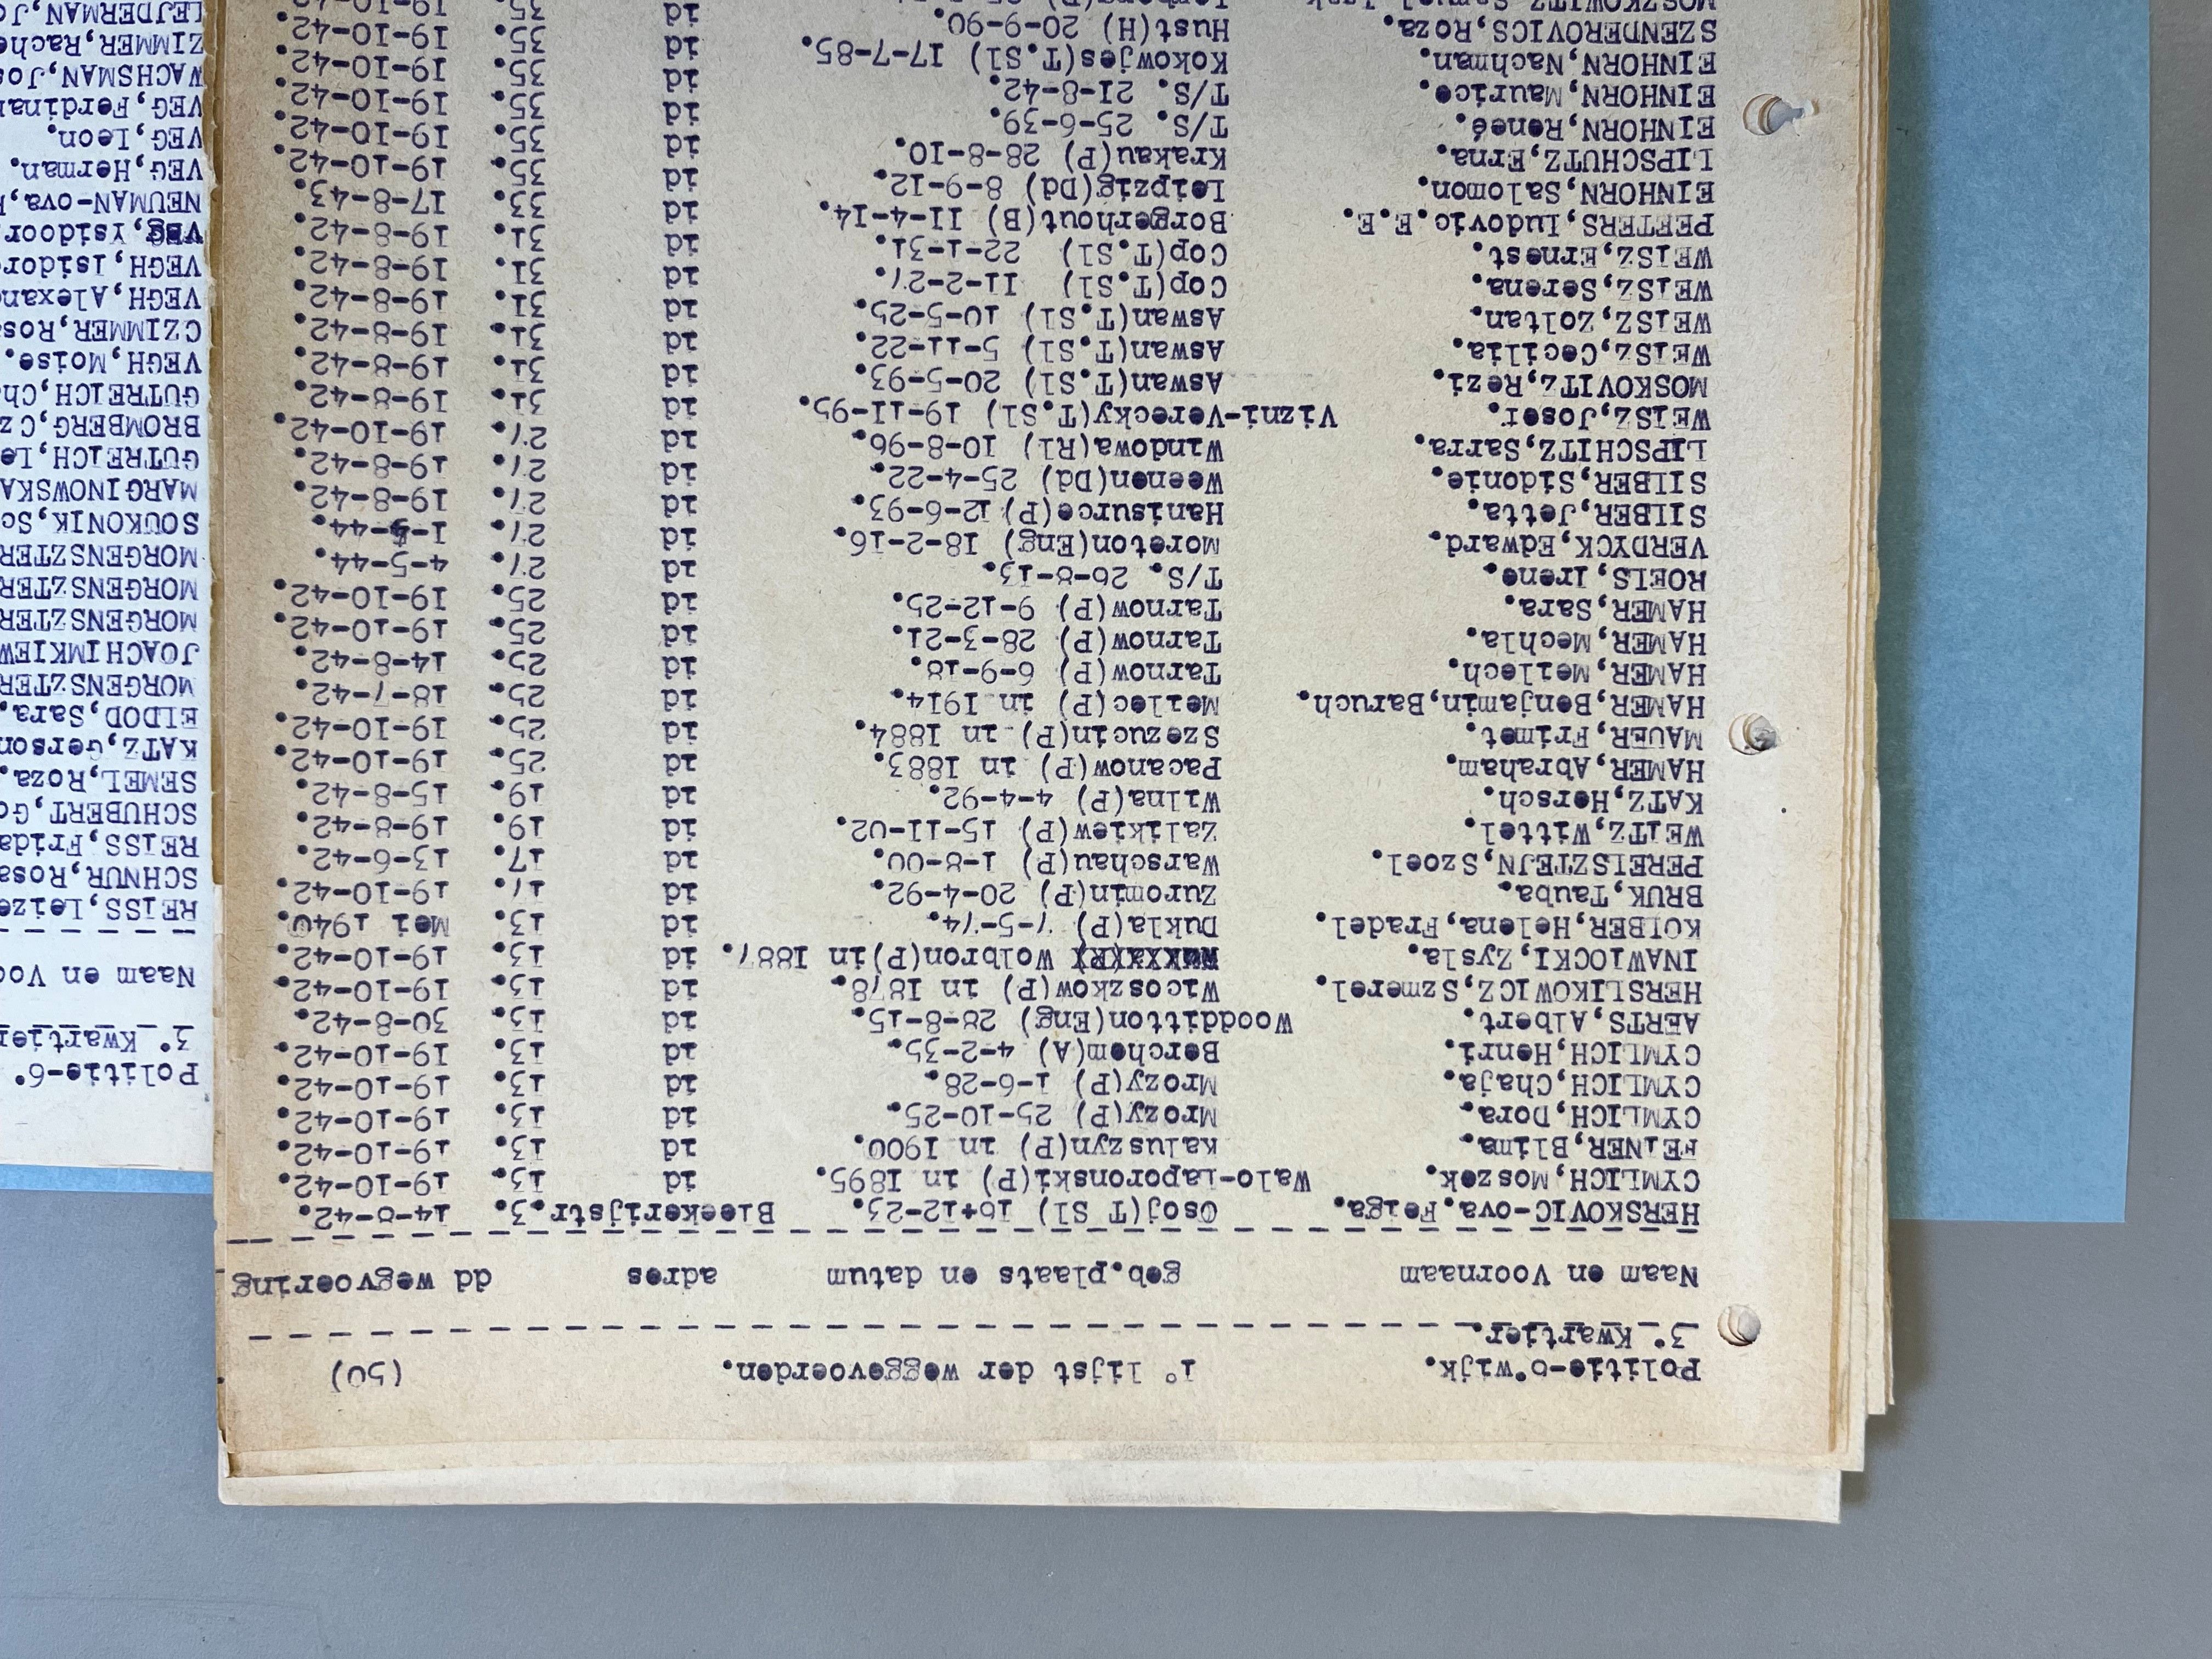 Politie-6°wijk. 1° lijst der weggevoerden. (50)
3° Kwartier.
Naam en Voornaam geb.plaats en datum adres dd wegvoering
HERSKOVIC-ova.Feiga. Osoj(T Sl) 16+12-23. Bleekerijstr.3. 14-8-42.
CYMLICH,Moszek. Walo-Laporonski(P) in 1895. id 13. 19-10-42.
FEINER,Blima. Kaluszyn(P) in 1900. id 13. 19-10-42.
CYMLICH,Dora. Mrozy(P) 25-10-25. id 13. 19-10-42.
CYMLICH,Chaja. Mrozy(P) 1-6-28. id 13. 19-10-42.
CYMLICH,Henri. Berchem(A) 4-2-35. id 13. 19-10-42.
AERTS,Albert. Woodditton(Eng) 28-8-15. id 13. 30-8-42.
HERSLIKOWICZ,Szmerel. Wicoszkow(P) in 1878. id 13. 19-10-42.
INAWLOCKI,Zysla. Wolbron(P)in 1887. id 13. 19-10-42.
KOLBER,Helena,Fradel. Dukla(P) 7-5-74. id 13. Mei 1940.
BRUK,Tauba. Zuromin(P) 20-4-92. id 17. 19-10-42.
PERELSZTEJN,Szoel. Warschau(P) 1-8-00. id 17. 13-6-42.
WEITZ,Wittel. Zalikiew(P) 15-11-02. id 19. 19-8-42.
KATZ,Hersch. Wilna(P) 4-4-92. id 19. 15-8-42.
HAMER,Abraham. Pacanow(P) in 1883. id 25. 19-10-42.
MAUER,Frimet. Szezucin(P) in 1884. id 25. 19-10-42.
HAMER,Benjamin,Baruch. Meilec(P) in 1914. id 25. 18-7-42.
HAMER,Meilech. Tarnow(P) 6-9-18. id 25. 14-8-42.
HAMER,Mechla. Tarnow(P) 28-3-21. id 25. 19-10-42.
HAMER,Sara. Tarnow(P) 9-12-25. id 25. 19-10-42.
ROELS,Irene. T/S. 26-8-13. id 27. 4-5-44.
VERDYCK,Edward. Moreton(Eng) 18-2-16. id 27. 1-5-44.
SILBER,Jetta. Hanisurce(P) 12-6-93. id 27. 19-8-42.
SILBER,Sidonie. Weenen(Dd) 25-4-22. id 27. 19-8-42.
LIPSCHITZ,Sarra. Windowa(Rl) 10-8-96. id 27. 19-10-42.
WEISZ,Josef. Vizni-Verecky(T.Sl) 19-11-95. id 31. 19-8-42.
MOSKOVITZ,Rezi. Aswan(T.Sl) 20-5-93. id 31. 19-8-42.
WEISZ,Cecilia. Aswan(T.Sl) 5-11-22. id 31. 19-8-42.
WEISZ,Zoltan. Aswan(T.Sl) 10-5-25. id 31. 19-8-42.
WEISZ,Serena. Cop(T.Sl) 11-2-27. id 31. 19-8-42.
WEISZ,Ernest. Cop(T.Sl) 22-1-31. id 31. 19-8-42.
PEETERS,Ludovic.E.E. Borgerhout(B) 11-4-14. id 33. 17-8-43.
EINHORN,Salomon. Leipzig(Dd) 8-9-12. id 35. 19-10-42.
LIPSCHUTZ,Erna. Krakau(P) 28-8-10. id 35. 19-10-42.
EINHORN,Reneé. T/S. 25-6-39. id 35. 19-10-42.
EINHORN,Maurice. T/S. 21-8-42. id 35. 19-10-42.
EINHORN,Nachman. Kokowjes(T.Sl) 17-7-85. id 35. 19-10-42.
SZENDEROVICS,Roza. Hust(H) 20-9-90. id 35. 19-10-42.
Politie-6°
3° Kwartier
Naam en Voo
REISS,Leize
SCHNUR,Rosa
REISS,Frida
SCHUBERT,Go
SEMEL,Roza.
KATZ,Gerson
ELDOD,Sara.
MORGENSZTER
JOACHIMKIEW
MORGENSZTER
MORGENSZTER
MORGENSZTER
SOUKONIK,Sc
MARGINOWSKA
GUTREICH,Le
BROMBERG,Cz
GUTREICH,Ch
VEGH,Moise.
CZIMMER,Ros
VEGH,Alexan
VEGH,Isidor
VEG,Ysidoor
NEUMAN-ova,
VEG,Herman.
VEG,Leon.
VEG,Ferdina
WACHSMAN,Jo
ZIMMER,Rache
LEJDERMAN,J